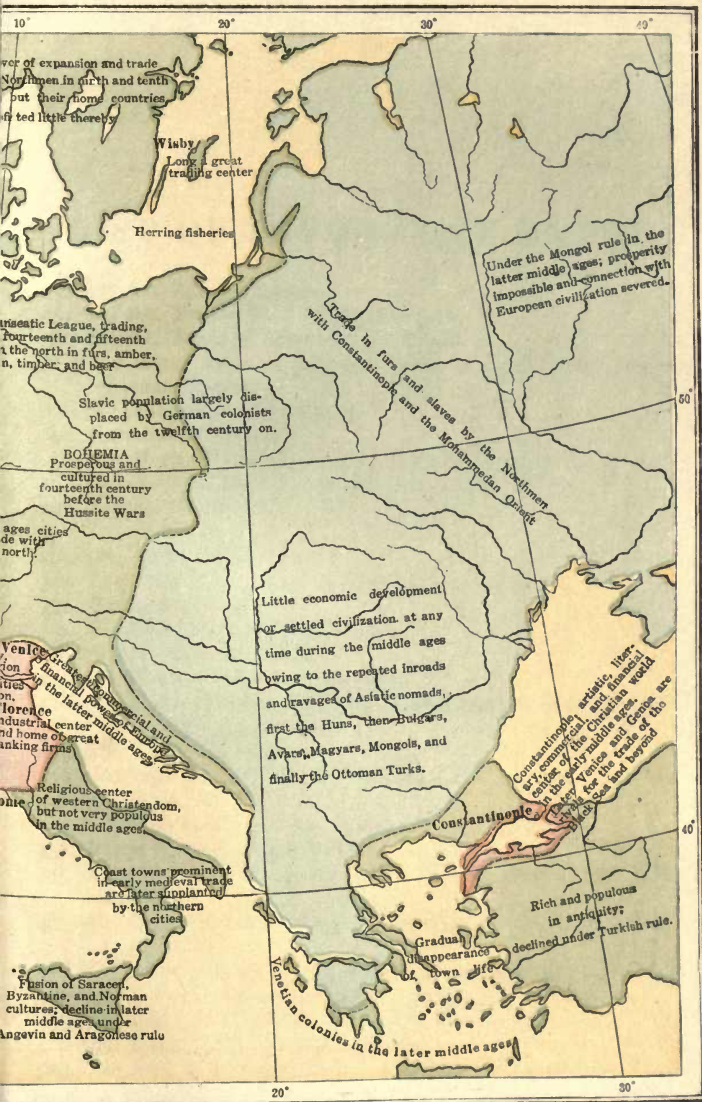 10°
20°
30°
40°
ver of expansion and trade
Northmen in ninth and tenth
but their home countries
fited little thereby
Wisby
Long a great
trading center
Herring fisheries
Under the Mongol rule in the
latter middle ages; prosperity
impossible and connection with
European civilization severed.
anseatic League, trading,
fourteenth and fifteenth
n the north in furs, amber,
n, timber, and beer
Trade in furs and slaves by the Northmen
with Constantinople and the Mohammedan Orient
Slavic population largely dis-
placed by German colonists
from the twelfth century on.
50°
BOHEMIA
Prosperous and
cultured in
fourteenth century
before the
Hussite Wars
ages cities
de with
north.
Little economic development
or settled civilization at any
time during the middle ages
owing to the repeated inroads
and ravages of Asiatic nomads,
first the Huns, then Bulgars,
Avars, Magyars, Mongols, and
finally the Ottoman Turks.
Venice
Greatest commercial and
financial power of Europe
in the latter middle ages
ion
ities
on.
Florence
ndustrial center
nd home of great
anking firms
Constantinople, artistic, liter-
ary, commercial, and financial
center of the Christian world
in the early middle ages.
Later Venice and Genoa are
rivals for the trade of the
Black Sea and beyond
Constantinople
40°
ome
Religious center
of western Christendom,
but not very populous
in the middle ages
Coast towns prominent
in early medieval trade
are later supplanted
by the northern
cities
Rich and populous
in antiquity;
declined under Turkish rule.
Gradual
disappearance
of town life
Fusion of Saracen,
Byzantine, and Norman
cultures; decline in later
middle ages under
Angevin and Aragonese rule
Venetian colonies in the later middle ages
20°
30°